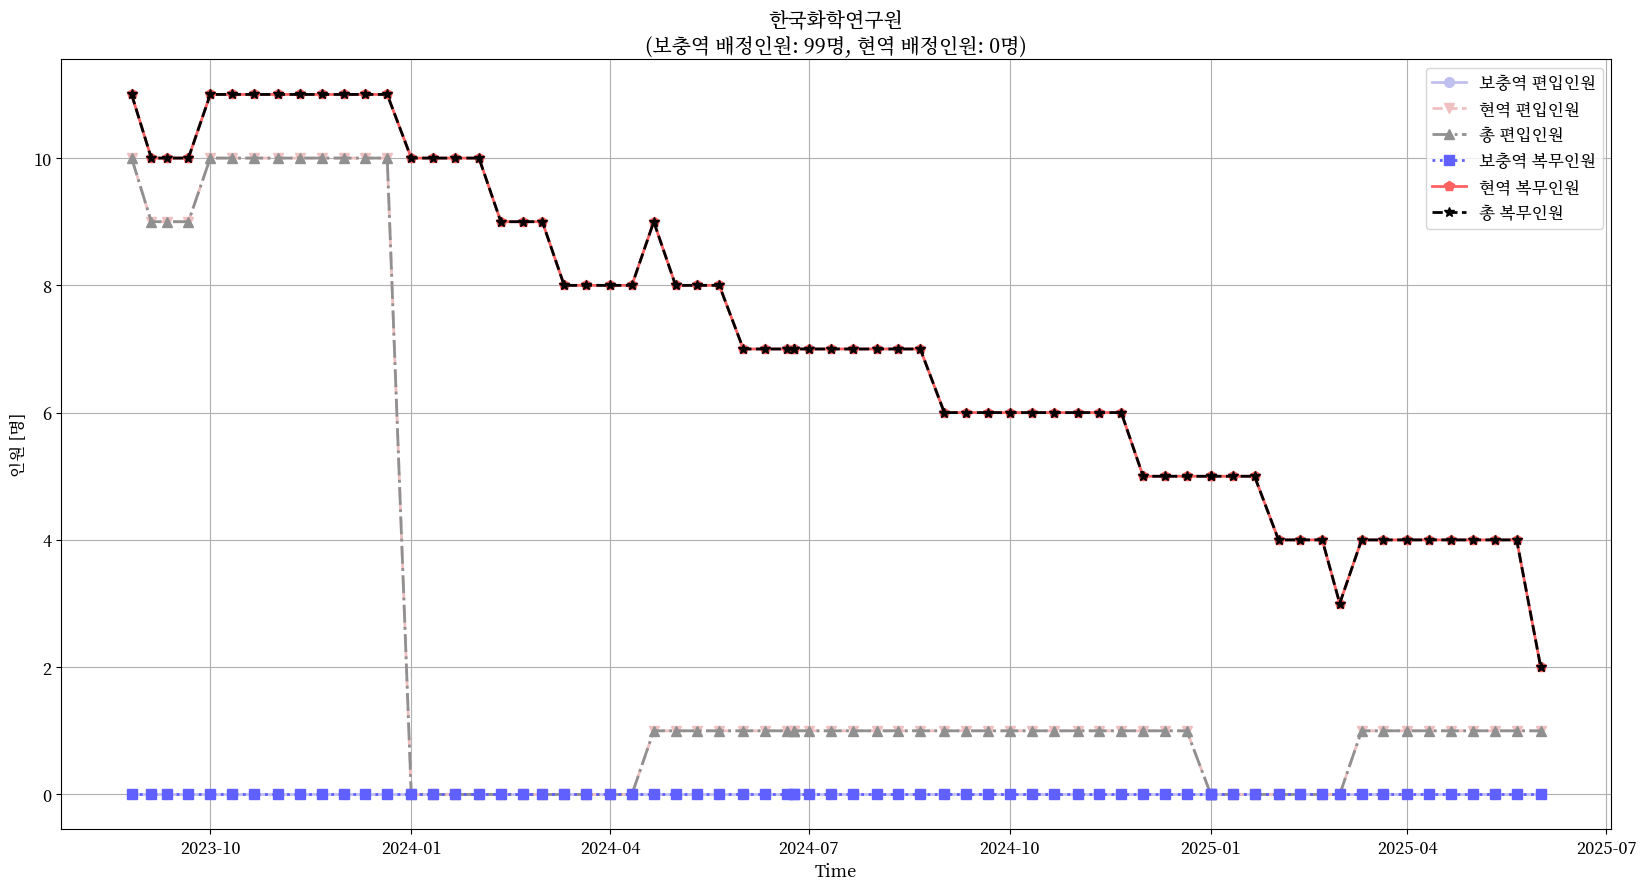 한국화학연구원
(보충역 배정인원: 99명, 현역 배정인원: 0명)
보충역 편입인원
현역 편입인원
총 편입인원
보충역 복무인원
현역 복무인원
총 복무인원
인원 [명]
10
8
6
4
2
0
2023-10
2024-01
2024-04
2024-07
2024-10
2025-01
2025-04
2025-07
Time